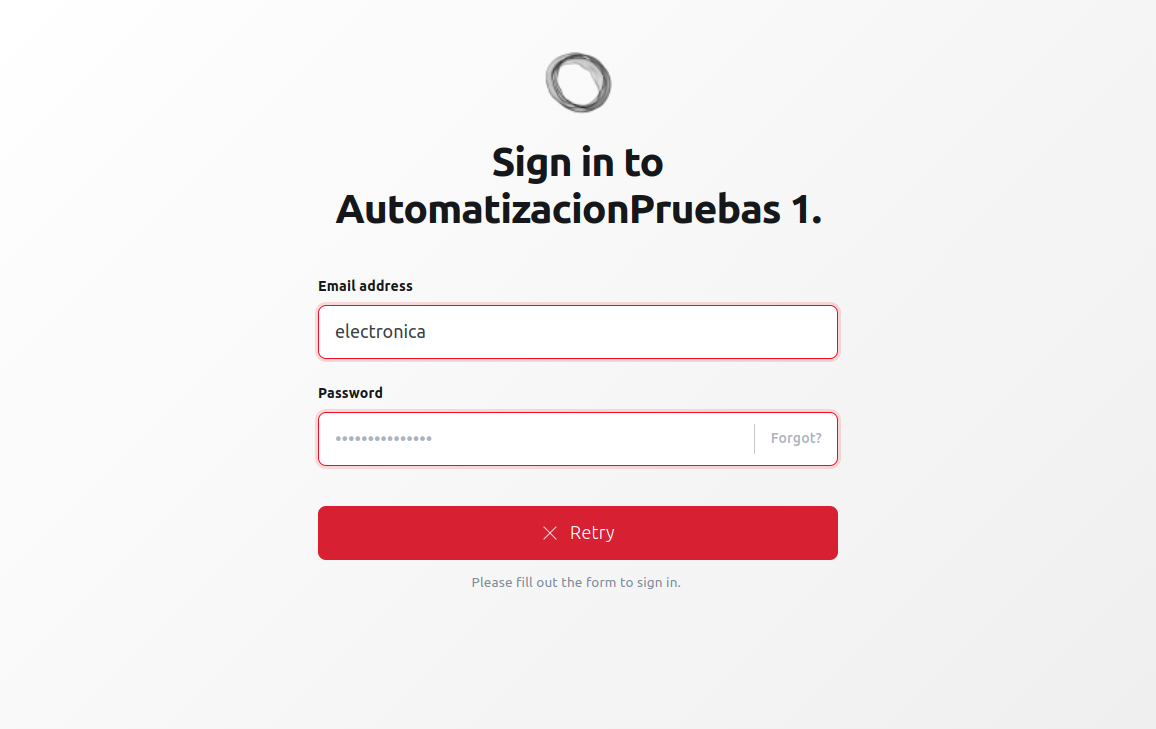 Sign in to
AutomatizacionPruebas 1.
Email address
electronica
Password
•••••••••••••••
Forgot?
Retry
Please fill out the form to sign in.